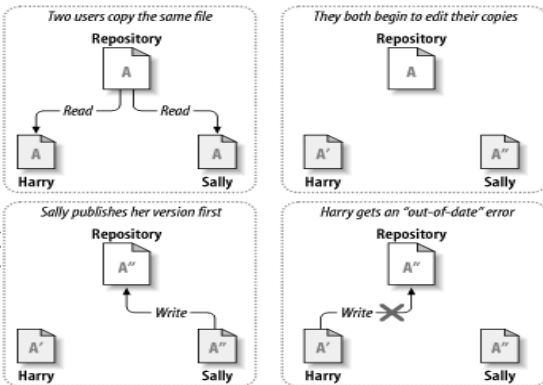 Two users copy the same file
Repository
A
Read
Read
A
A
Harry
Sally
They both begin to edit their copies
Repository
A
A'
A"
Harry
Sally
Sally publishes her version first
Repository
A"
Write
A'
A"
Harry
Sally
Harry gets an "out-of-date" error
Repository
A"
Write
A'
A"
Harry
Sally